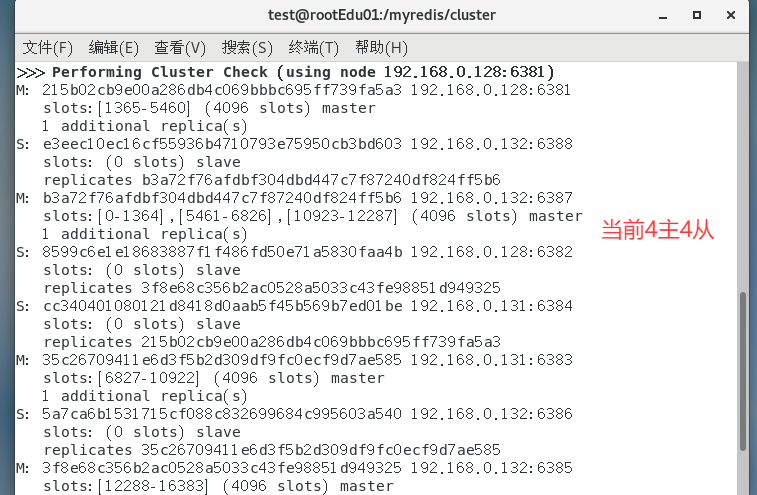 test@rootEdu01:/myredis/cluster
文件(F) 编辑(E) 查看(V) 搜索(S) 终端(T) 帮助(H)
>>> Performing Cluster Check (using node 192.168.0.128:6381)
M: 215b02cb9e00a286db4c069bbbc695ff739fa5a3 192.168.0.128:6381
slots:[1365-5460] (4096 slots) master
1 additional replica(s)
S: e3eec10ec16cf55936b4710793e75950cb3bd603 192.168.0.132:6388
slots: (0 slots) slave
replicates b3a72f76afdbf304dbd447c7f87240df824ff5b6
M: b3a72f76afdbf304dbd447c7f87240df824ff5b6 192.168.0.132:6387
slots:[0-1364],[5461-6826],[10923-12287] (4096 slots) master
1 additional replica(s)
当前4主4从
S: 8599c6e1e18683887f1f486fd50e71a5830faa4b 192.168.0.128:6382
slots: (0 slots) slave
replicates 3f8e68c356b2ac0528a5033c43fe98851d949325
S: cc340401080121d8418d0aab5f45b569b7ed01be 192.168.0.131:6384
slots: (0 slots) slave
replicates 215b02cb9e00a286db4c069bbbc695ff739fa5a3
M: 35c26709411e6d3f5b2d309df9fc0ecf9d7ae585 192.168.0.131:6383
slots:[6827-10922] (4096 slots) master
1 additional replica(s)
S: 5a7ca6b1531715cf088c832699684c995603a540 192.168.0.132:6386
slots: (0 slots) slave
replicates 35c26709411e6d3f5b2d309df9fc0ecf9d7ae585
M: 3f8e68c356b2ac0528a5033c43fe98851d949325 192.168.0.132:6385
slots:[12288-16383] (4096 slots) master